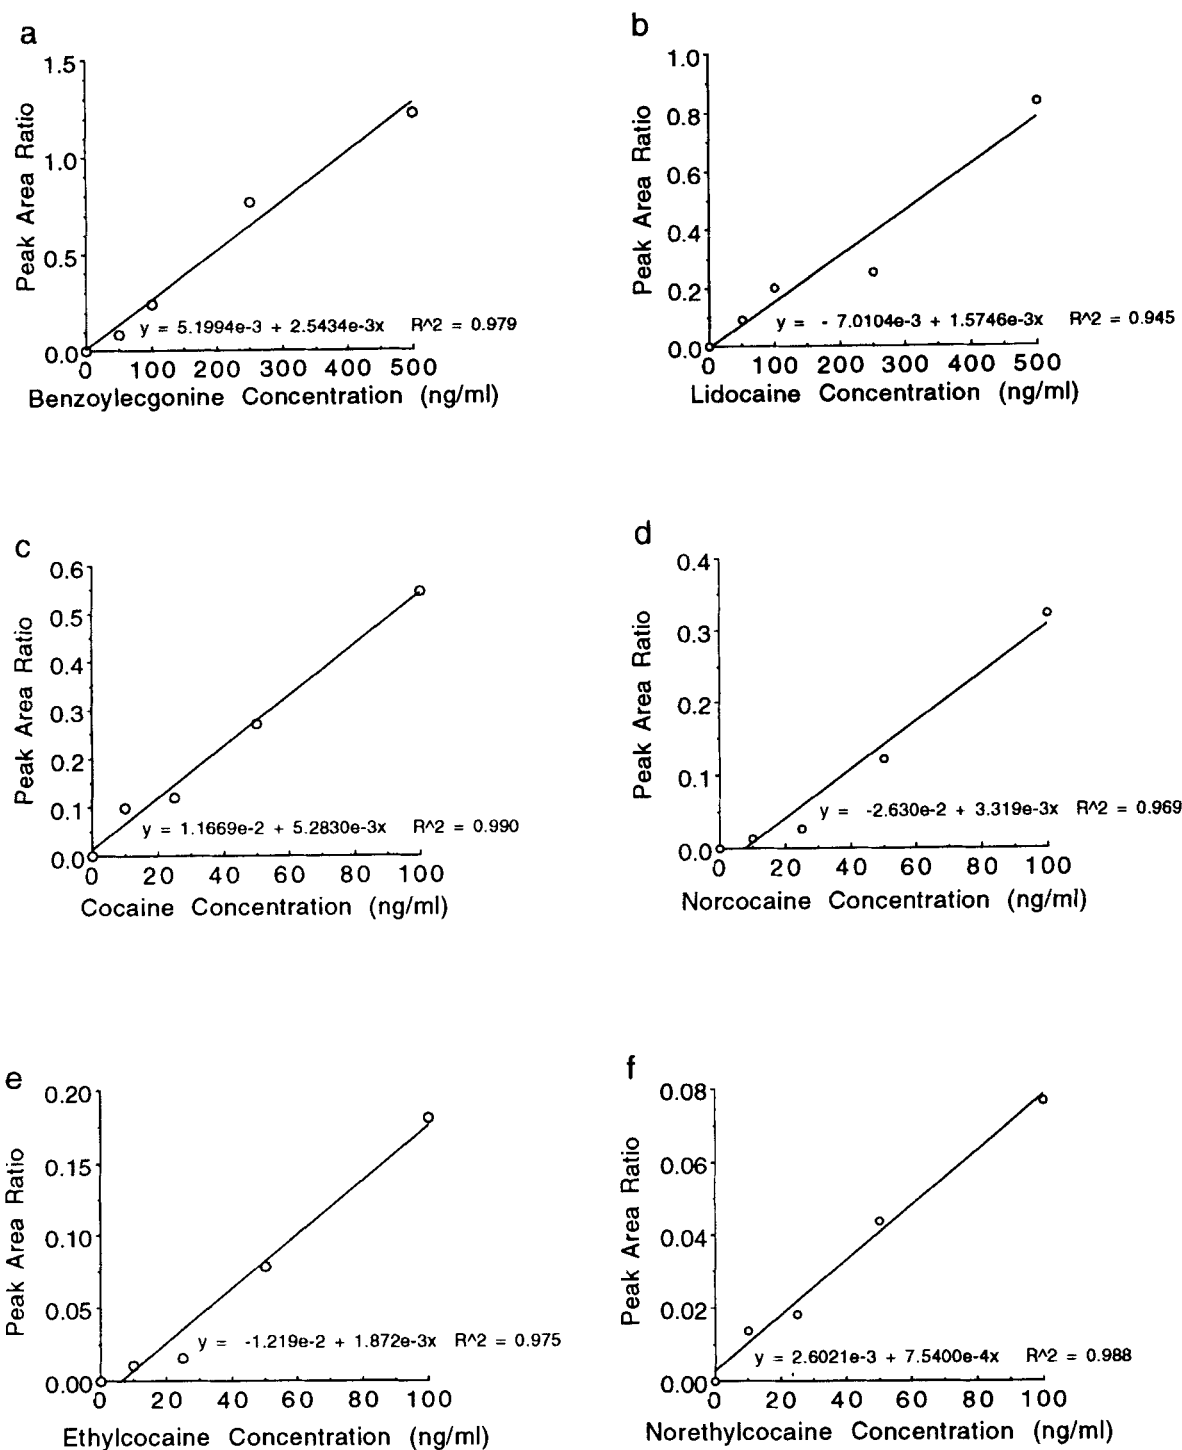 a
1.5
1.0
0.5
0.0
Peak Area Ratio
y = 5.1994e-3 + 2.5434e-3x R^2 = 0.979
0 100 200 300 400 500
Benzoylecgonine Concentration (ng/ml)
b
1.0
0.8
0.6
0.4
0.2
0.0
Peak Area Ratio
y = - 7.0104e-3 + 1.5746e-3x R^2 = 0.945
0 100 200 300 400 500
Lidocaine Concentration (ng/ml)
c
0.6
0.5
0.4
0.3
0.2
0.1
0.0
Peak Area Ratio
y = 1.1669e-2 + 5.2830e-3x R^2 = 0.990
0 20 40 60 80 100
Cocaine Concentration (ng/ml)
d
0.4
0.3
0.2
0.1
0.0
Peak Area Ratio
y = -2.630e-2 + 3.319e-3x R^2 = 0.969
0 20 40 60 80 100
Norcocaine Concentration (ng/ml)
e
0.20
0.15
0.10
0.05
0.00
Peak Area Ratio
y = -1.219e-2 + 1.872e-3x R^2 = 0.975
0 20 40 60 80 100
Ethylcocaine Concentration (ng/ml)
f
0.08
0.06
0.04
0.02
0.00
Peak Area Ratio
y = 2.6021e-3 + 7.5400e-4x R^2 = 0.988
0 20 40 60 80 100
Norethylcocaine Concentration (ng/ml)